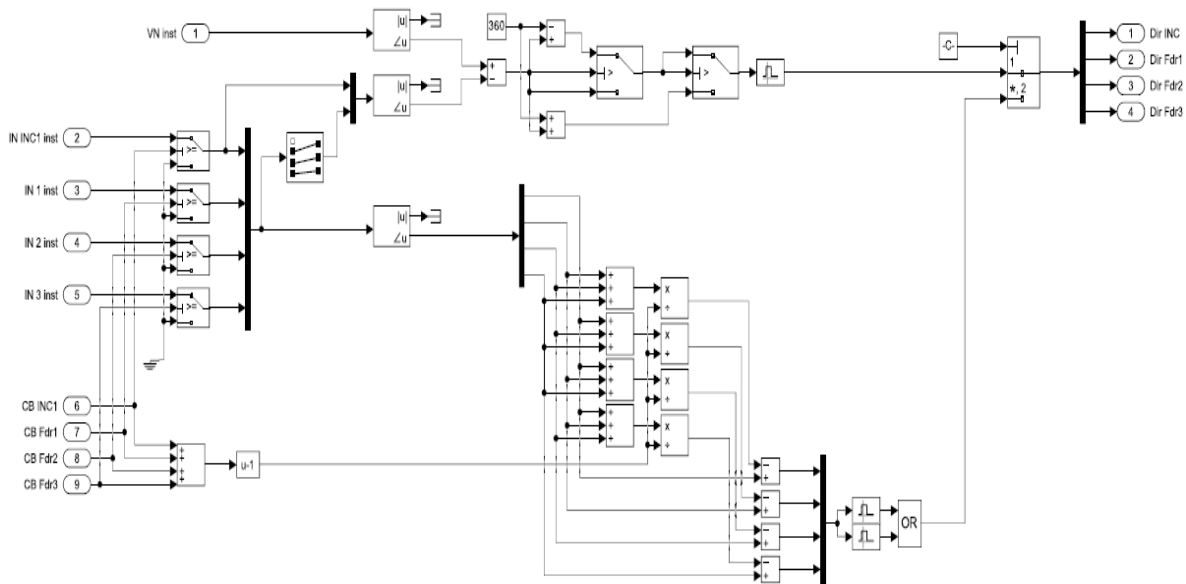 VN inst 1
|u|
∠u
360
−
+
+
−
>
>
-C-
1
*, 2
1 Dir INC
2 Dir Fdr1
3 Dir Fdr2
4 Dir Fdr3
|u|
∠u
+
+
IN INC1 inst 2
>=
IN 1 inst 3
>=
IN 2 inst 4
>=
IN 3 inst 5
>=
|u|
∠u
+
+
+
x
÷
+
+
+
x
÷
+
+
+
x
÷
+
+
+
x
÷
CB INC1 6
CB Fdr1 7
CB Fdr2 8
CB Fdr3 9
+
+
+
+
u-1
−
+
−
+
−
+
−
+
OR